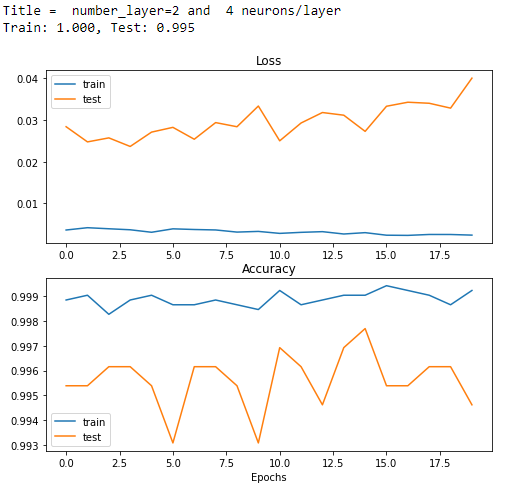 Title =  number_layer=2 and  4 neurons/layer
Train: 1.000, Test: 0.995
Loss
0.04
0.03
0.02
0.01
train
test
0.0 2.5 5.0 7.5 10.0 12.5 15.0 17.5
Accuracy
0.999
0.998
0.997
0.996
0.995
0.994
0.993
train
test
0.0 2.5 5.0 7.5 10.0 12.5 15.0 17.5
Epochs